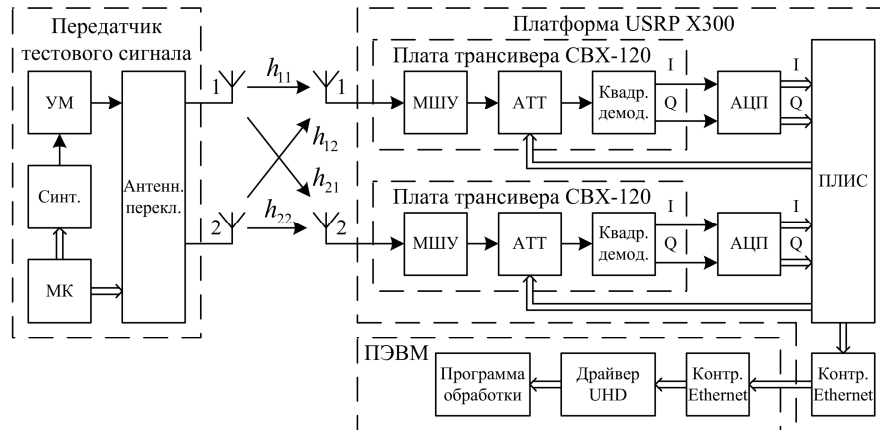 Передатчик
тестового сигнала
УМ
Синт.
МК
Антенн.
перекл.
1
2
h11
h12
h21
h22
1
2
Платформа USRP X300
Плата трансивера CBX-120
МШУ
АТТ
Квадр.
демод.
I
Q
АЦП
I
Q
Плата трансивера CBX-120
МШУ
АТТ
Квадр.
демод.
I
Q
АЦП
I
Q
ПЛИС
ПЭВМ
Программа
обработки
Драйвер
UHD
Контр.
Ethernet
Контр.
Ethernet